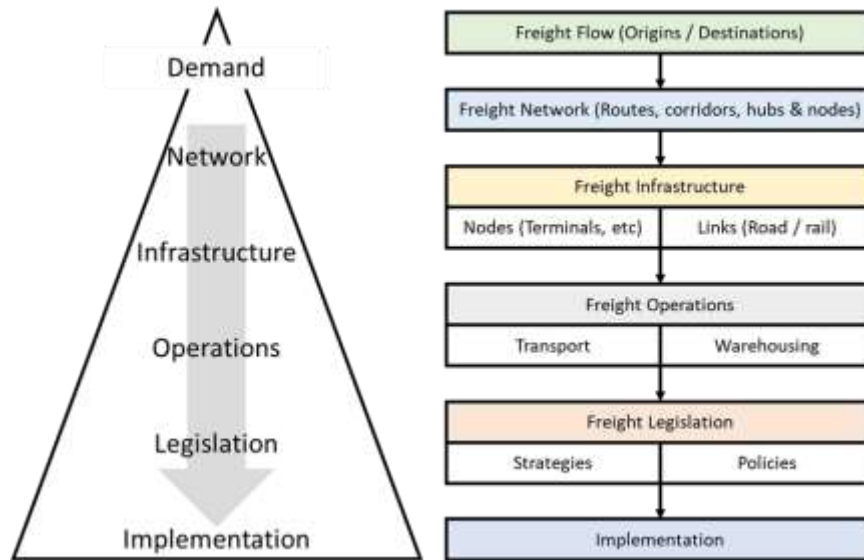 Demand
Network
Infrastructure
Operations
Legislation
Implementation
Freight Flow (Origins / Destinations)
Freight Network (Routes, corridors, hubs & nodes)
Freight Infrastructure
Nodes (Terminals, etc)
Links (Road / rail)
Freight Operations
Transport
Warehousing
Freight Legislation
Strategies
Policies
Implementation